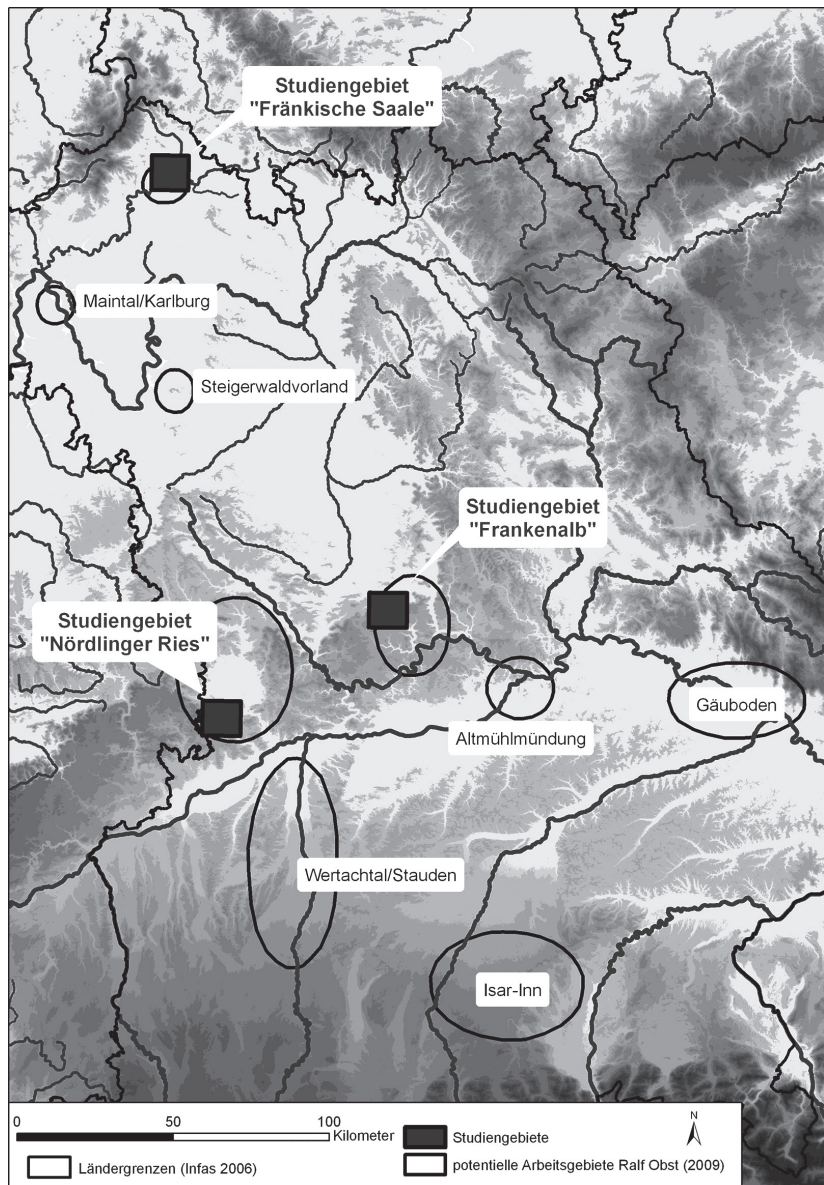 Studiengebiet
"Fränkische Saale"
Maintal/Karlburg
Steigerwaldvorland
Studiengebiet
"Frankenalb"
Studiengebiet
"Nördlinger Ries"
Gäuboden
Altmühlmündung
Wertachtal/Stauden
Isar-Inn
0 50 100
Kilometer
Studiengebiete
N
Ländergrenzen (Infas 2006)
potentielle Arbeitsgebiete Ralf Obst (2009)